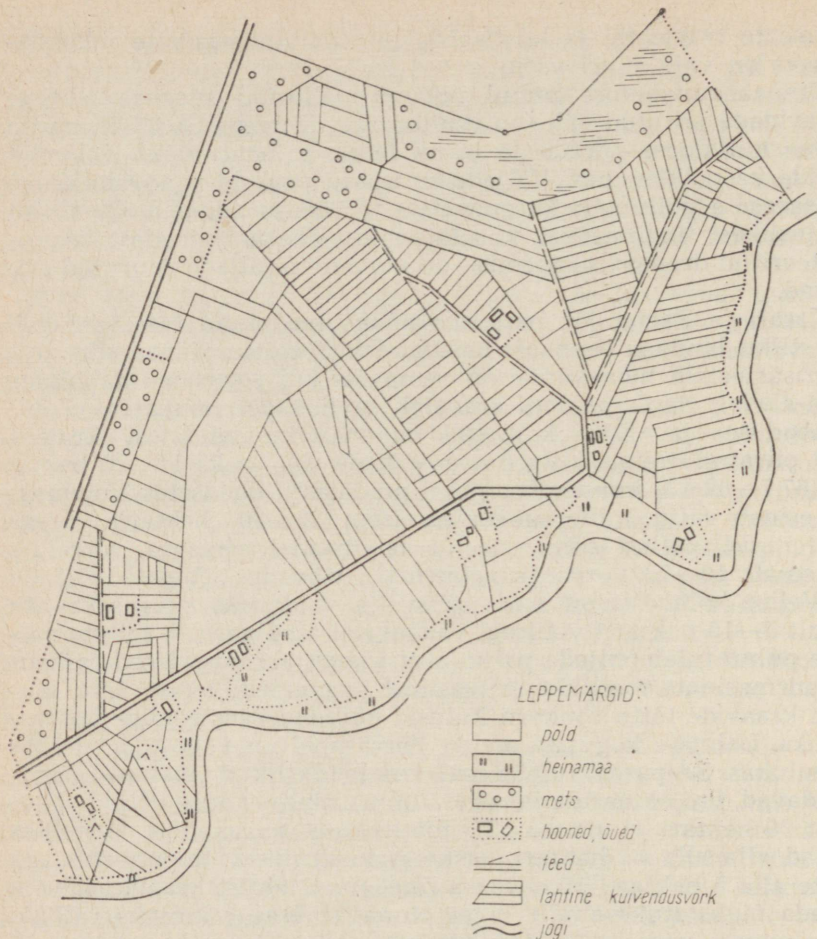 LEPPEMÄRGID:
põld
heinamaa
mets
hooned, õued
teed
lahtine kuivendusvõrk
jõgi